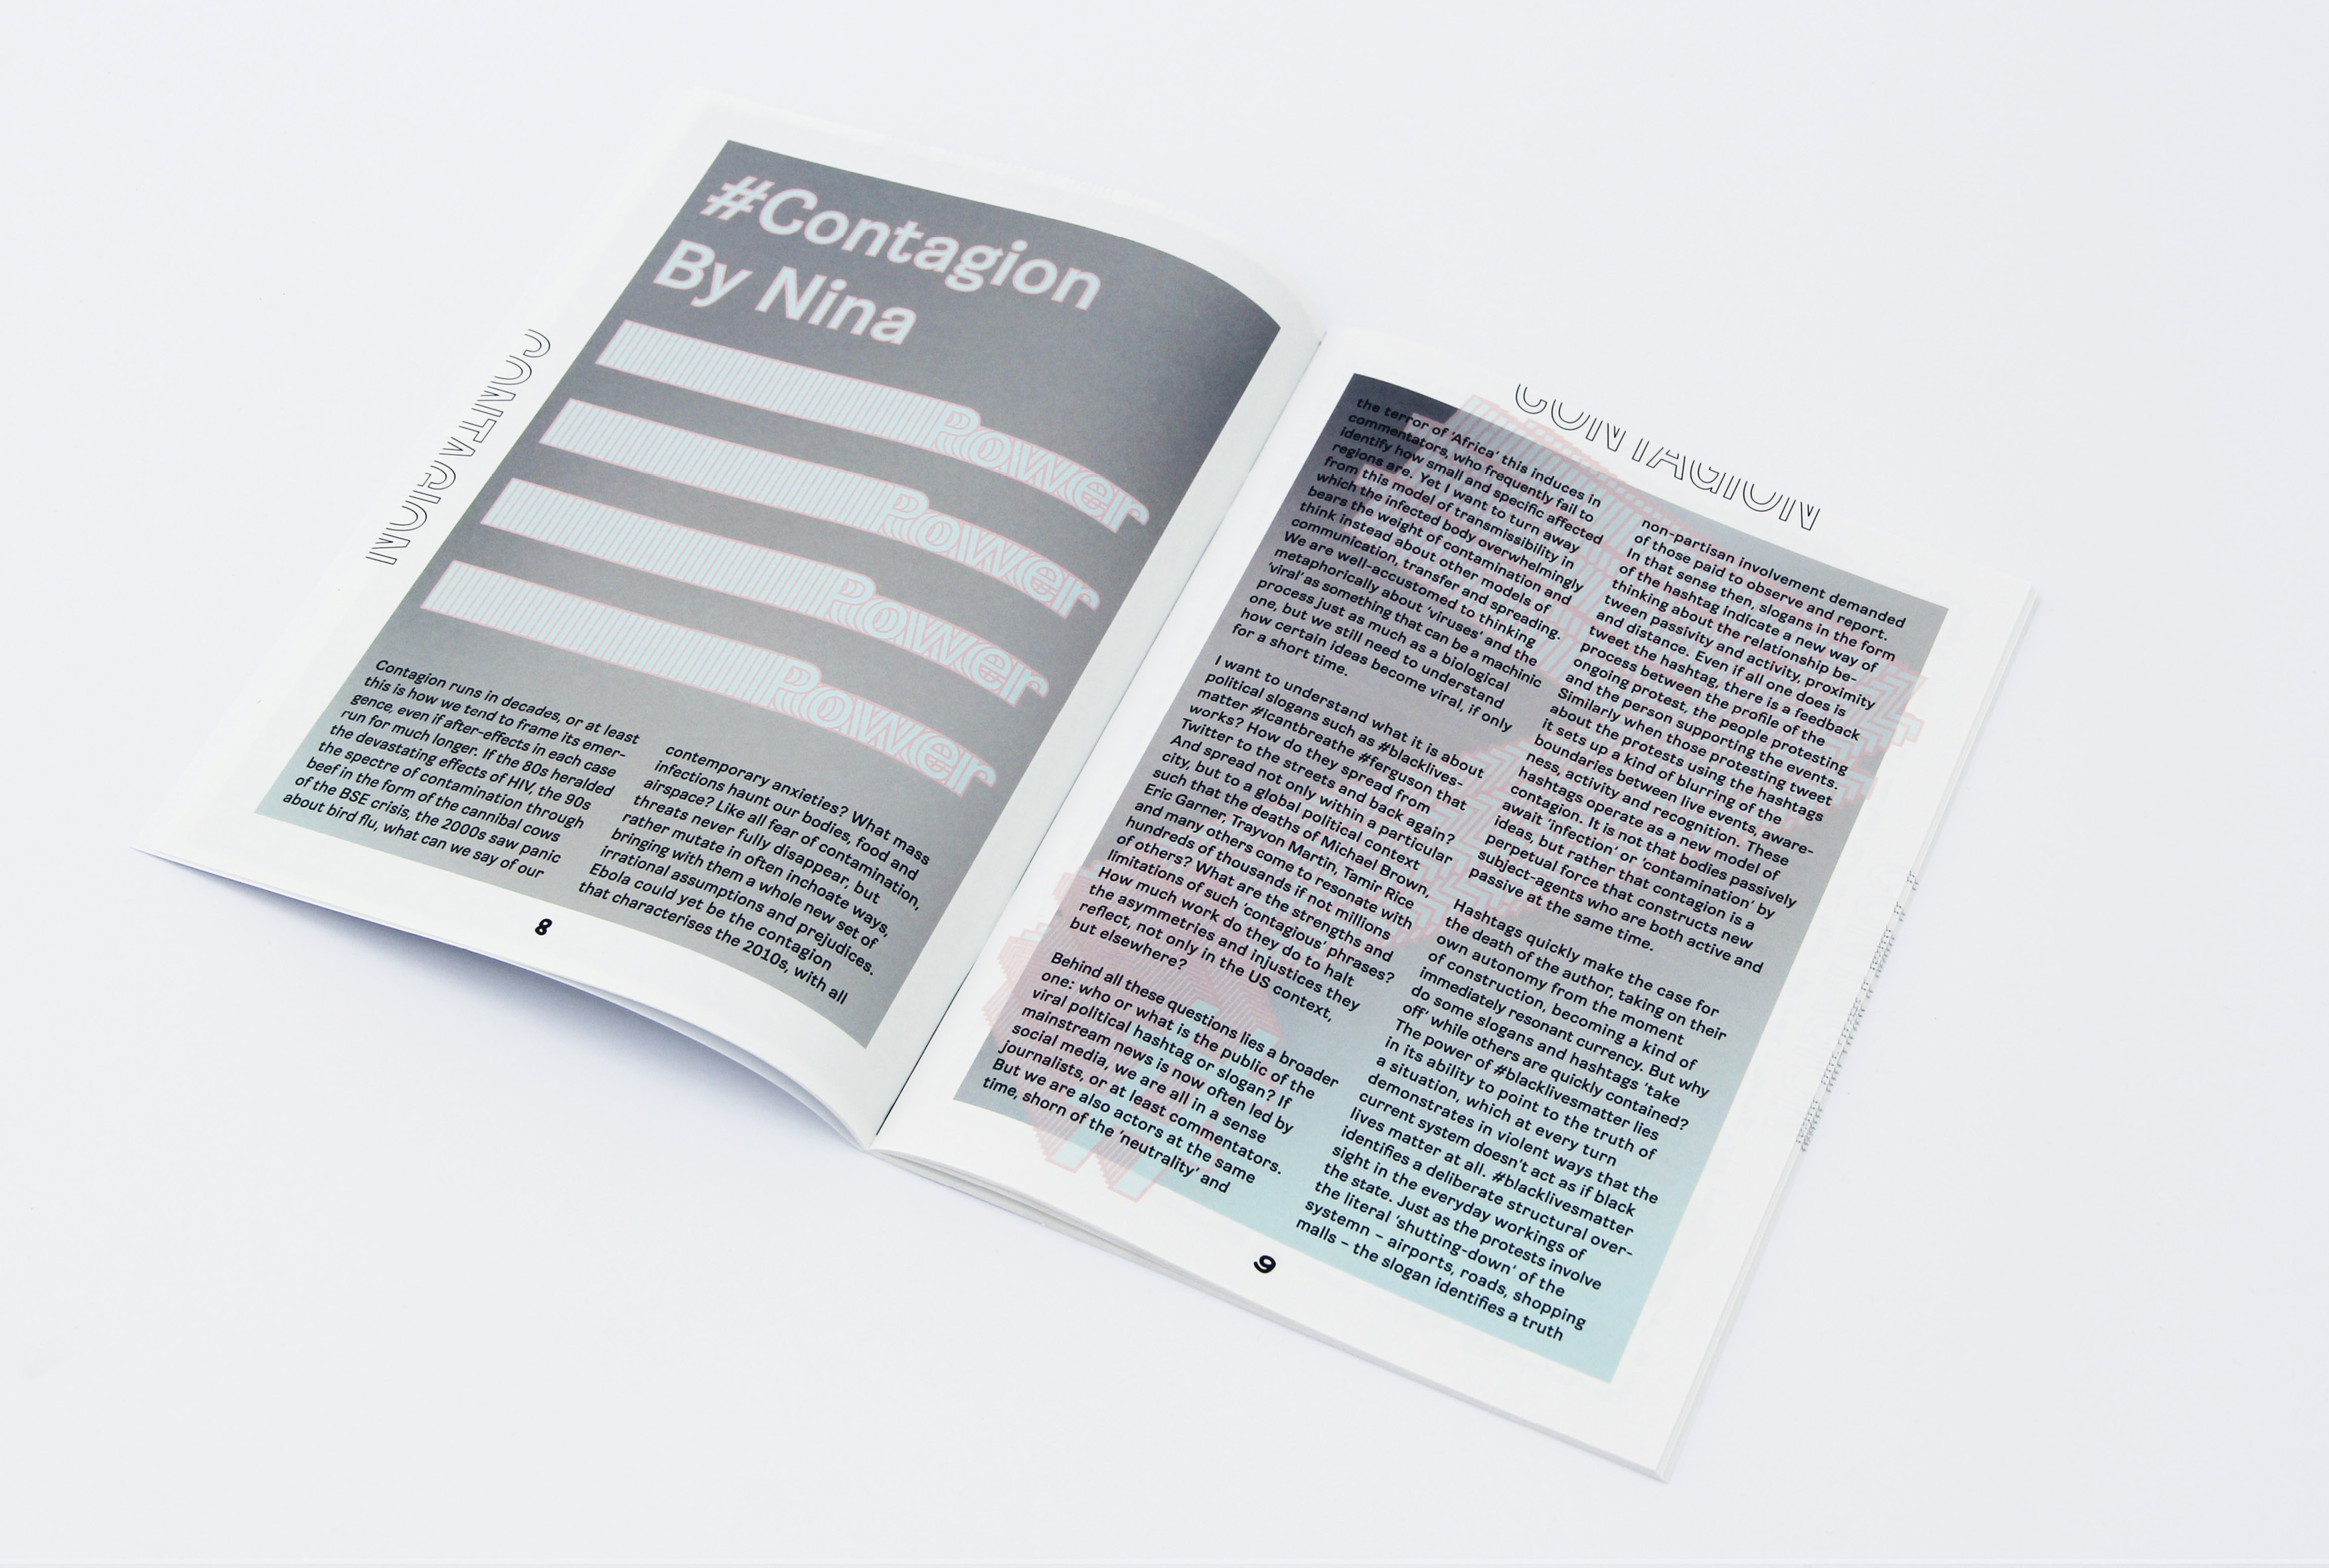 CONTAGION
#Contagion
By Nina
Power
Power
Power
Power
Contagion runs in decades, or at least
this is how we tend to frame its emer-
gence, even if after-effects in each case
run for much longer. If the 80s heralded
the devastating effects of HIV, the 90s
the spectre of contamination through
beef in the form of the cannibal cows
of the BSE crisis, the 2000s saw panic
about bird flu, what can we say of our
contemporary anxieties? What mass
infections haunt our bodies, food and
airspace? Like all fear of contamination,
threats never fully disappear, but
rather mutate in often inchoate ways,
bringing with them a whole new set of
irrational assumptions and prejudices.
Ebola could yet be the contagion
that characterises the 2010s, with all
8
CONTAGION
the terror of 'Africa' this induces in
commentators, who frequently fail to
identify how small and specific affected
regions are. Yet I want to turn away
from this model of transmissibility in
which the infected body overwhelmingly
bears the weight of contamination and
think instead about other models of
communication, transfer and spreading.
We are well-accustomed to thinking
metaphorically about 'viruses' and the
'viral' as something that can be a machinic
process just as much as a biological
one, but we still need to understand
how certain ideas become viral, if only
for a short time.
I want to understand what it is about
political slogans such as #blacklives-
matter #icantbreathe #ferguson that
works? How do they spread from
Twitter to the streets and back again?
And spread not only within a particular
city, but to a global political context
such that the deaths of Michael Brown,
Eric Garner, Trayvon Martin, Tamir Rice
and many others come to resonate with
hundreds of thousands if not millions
of others? What are the strengths and
limitations of such 'contagious' phrases?
How much work do they do to halt
the asymmetries and injustices they
reflect, not only in the US context,
but elsewhere?
Behind all these questions lies a broader
one: who or what is the public of the
viral political hashtag or slogan? If
mainstream news is now often led by
social media, we are all in a sense
journalists, or at least commentators.
But we are also actors at the same
time, shorn of the 'neutrality' and
non-partisan involvement demanded
of those paid to observe and report.
In that sense then, slogans in the form
of the hashtag indicate a new way of
thinking about the relationship be-
tween passivity and activity, proximity
and distance. Even if all one does is
tweet the hashtag, there is a feedback
process between the profile of the
ongoing protest, the people protesting
and the person supporting the events.
Similarly when those protesting tweet
about the protests using the hashtags
it sets up a kind of blurring of the
boundaries between live events, aware-
ness, activity and recognition. These
hashtags operate as a new model of
contagion. It is not that bodies passively
await 'infection' or 'contamination' by
ideas, but rather that contagion is a
perpetual force that constructs new
subject-agents who are both active and
passive at the same time.
Hashtags quickly make the case for
the death of the author, taking on their
own autonomy from the moment
of construction, becoming a kind of
immediately resonant currency. But why
do some slogans and hashtags 'take
off' while others are quickly contained?
The power of #blacklivesmatter lies
in its ability to point to the truth of
a situation, which at every turn
demonstrates in violent ways that the
current system doesn't act as if black
lives matter at all. #blacklivesmatter
identifies a deliberate structural over-
sight in the everyday workings of
the state. Just as the protests involve
the literal 'shutting-down' of the
systemn – airports, roads, shopping
malls – the slogan identifies a truth
9